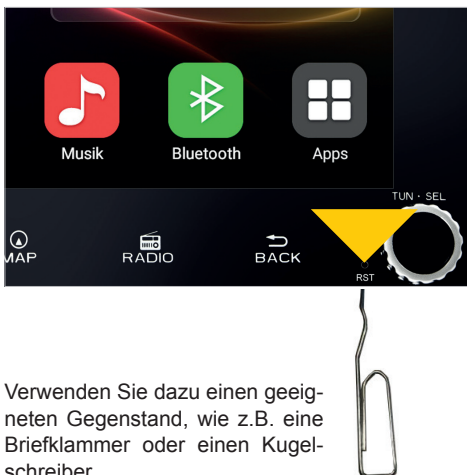 Musik Bluetooth Apps
TUN · SEL
MAP RADIO BACK
RST
Verwenden Sie dazu einen geeig-
neten Gegenstand, wie z.B. eine
Briefklammer oder einen Kugel-
schreiber